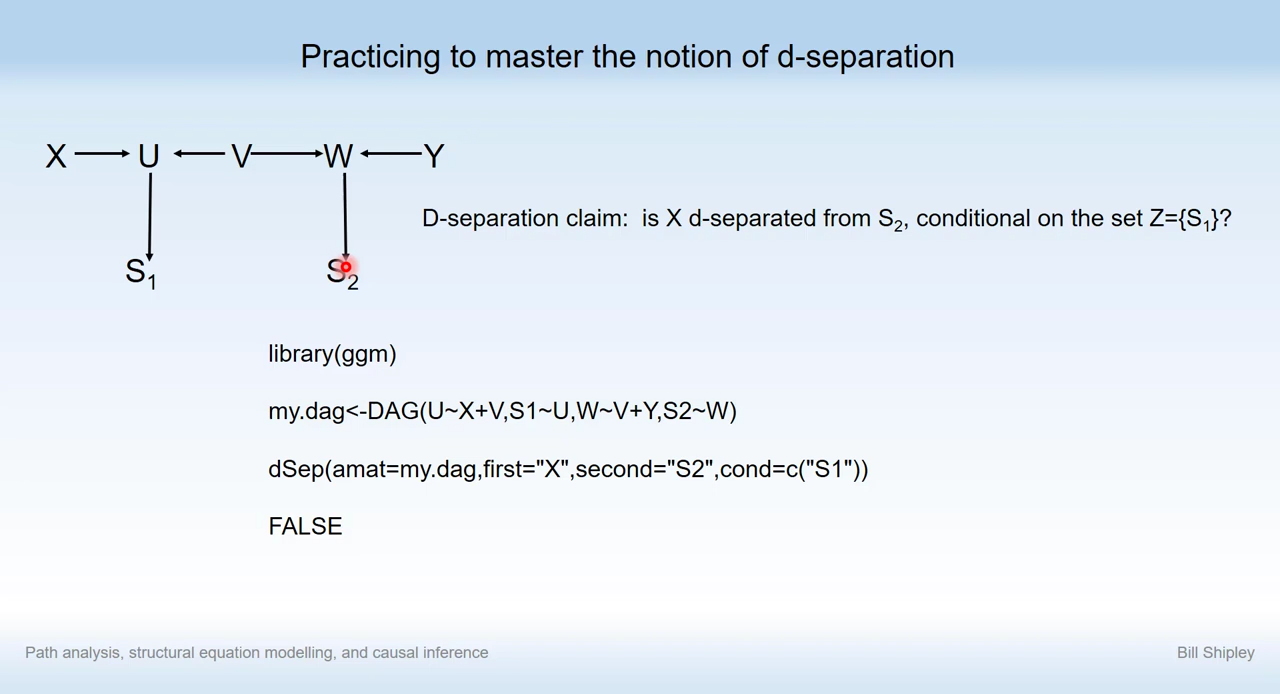 Practicing to master the notion of d-separation
X U V W Y
D-separation claim: is X d-separated from S₂, conditional on the set Z={S₁}?
S₁ S₂
library(ggm)
my.dag<-DAG(U~X+V,S1~U,W~V+Y,S2~W)
dSep(amat=my.dag,first="X",second="S2",cond=c("S1"))
FALSE
Path analysis, structural equation modelling, and causal inference
Bill Shipley